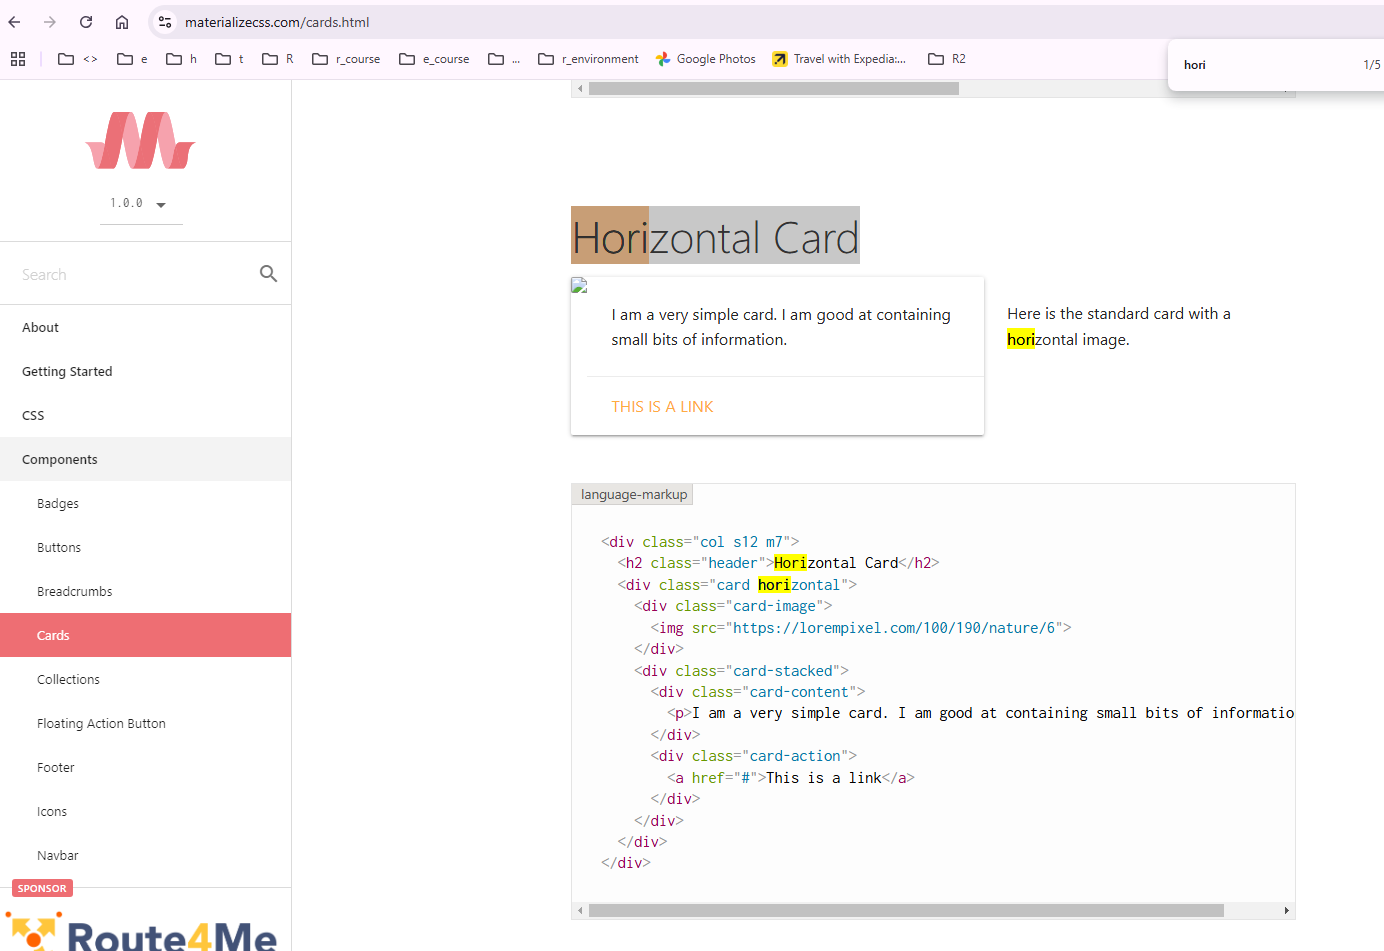 materializecss.com/cards.html
<> e h t R r_course e_course ... r_environment Google Photos Travel with Expedia:... R2
hori 1/5
1.0.0
Search
About
Getting Started
CSS
Components
Badges
Buttons
Breadcrumbs
Cards
Collections
Floating Action Button
Footer
Icons
Navbar
SPONSOR
Route4Me
Horizontal Card
I am a very simple card. I am good at containing
small bits of information.
THIS IS A LINK
Here is the standard card with a
horizontal image.
language-markup
<div class="col s12 m7">
<h2 class="header">Horizontal Card</h2>
<div class="card horizontal">
<div class="card-image">
<img src="https://lorempixel.com/100/190/nature/6">
</div>
<div class="card-stacked">
<div class="card-content">
<p>I am a very simple card. I am good at containing small bits of informatio
</div>
<div class="card-action">
<a href="#">This is a link</a>
</div>
</div>
</div>
</div>